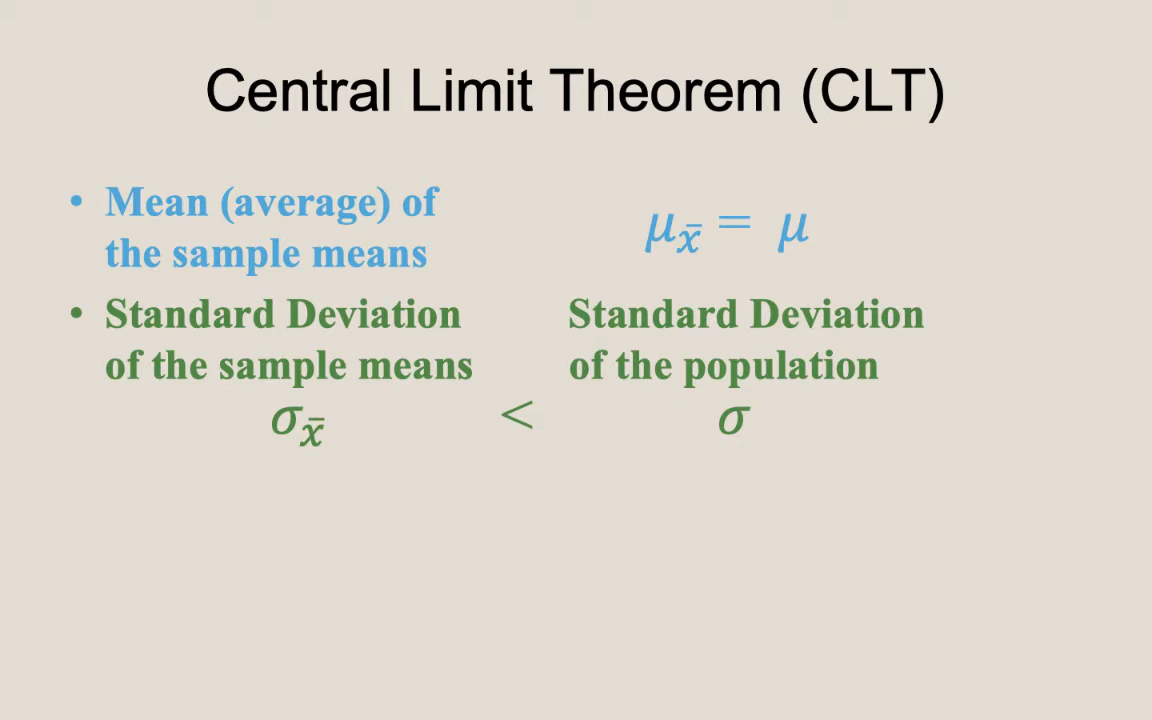 Central Limit Theorem (CLT)
• Mean (average) of
the sample means
μx̄ = μ
• Standard Deviation
of the sample means
Standard Deviation
of the population
σx̄ < σ